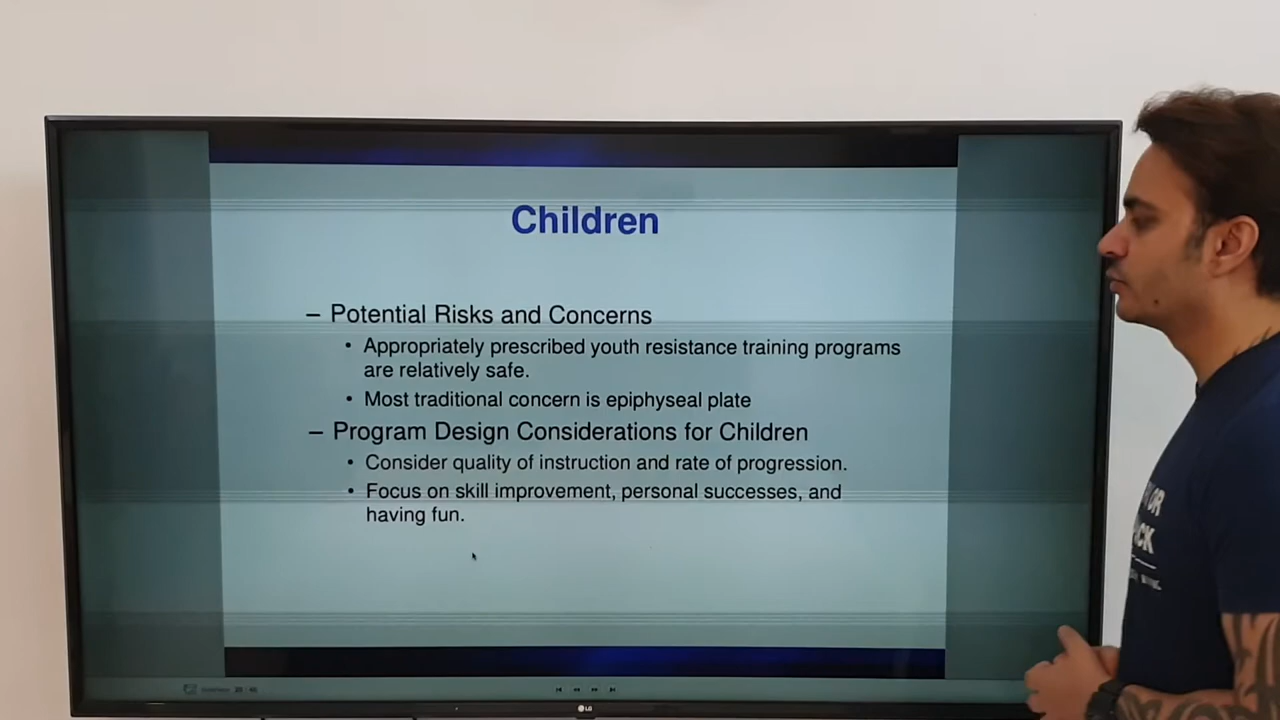 Children
– Potential Risks and Concerns
• Appropriately prescribed youth resistance training programs
are relatively safe.
• Most traditional concern is epiphyseal plate
– Program Design Considerations for Children
• Consider quality of instruction and rate of progression.
• Focus on skill improvement, personal successes, and
having fun.
LG